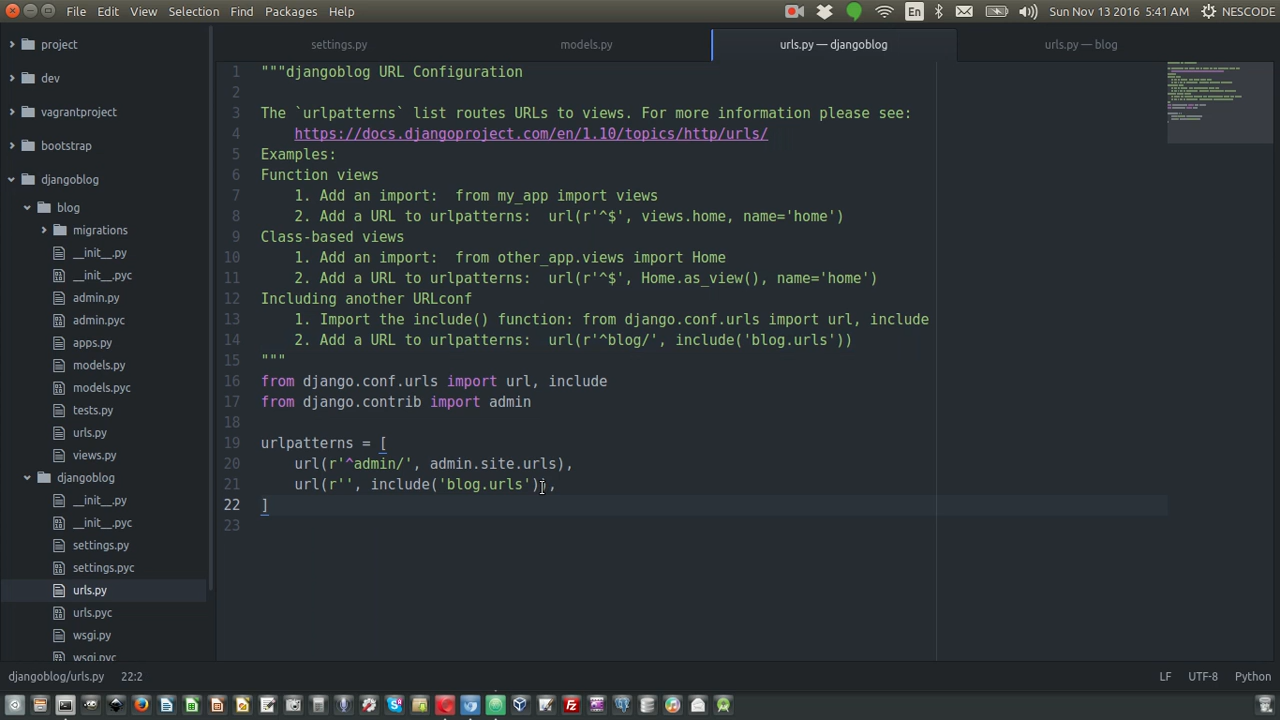 File Edit View Selection Find Packages Help
En
Sun Nov 13 2016 5:41 AM
NESCODE
project
dev
vagrantproject
bootstrap
djangoblog
blog
migrations
__init__.py
__init__.pyc
admin.py
admin.pyc
apps.py
models.py
models.pyc
tests.py
urls.py
views.py
djangoblog
__init__.py
__init__.pyc
settings.py
settings.pyc
urls.py
urls.pyc
wsgi.py
wsgi.pyc
settings.py
models.py
urls.py — djangoblog
urls.py — blog
1 """djangoblog URL Configuration
2
3 The `urlpatterns` list routes URLs to views. For more information please see:
4     https://docs.djangoproject.com/en/1.10/topics/http/urls/
5 Examples:
6 Function views
7     1. Add an import:  from my_app import views
8     2. Add a URL to urlpatterns:  url(r'^$', views.home, name='home')
9 Class-based views
10     1. Add an import:  from other_app.views import Home
11     2. Add a URL to urlpatterns:  url(r'^$', Home.as_view(), name='home')
12 Including another URLconf
13     1. Import the include() function: from django.conf.urls import url, include
14     2. Add a URL to urlpatterns:  url(r'^blog/', include('blog.urls'))
15 """
16 from django.conf.urls import url, include
17 from django.contrib import admin
18
19 urlpatterns = [
20     url(r'^admin/', admin.site.urls),
21     url(r'', include('blog.urls')),
22 ]
23
djangoblog/urls.py 22:2
LF UTF-8 Python